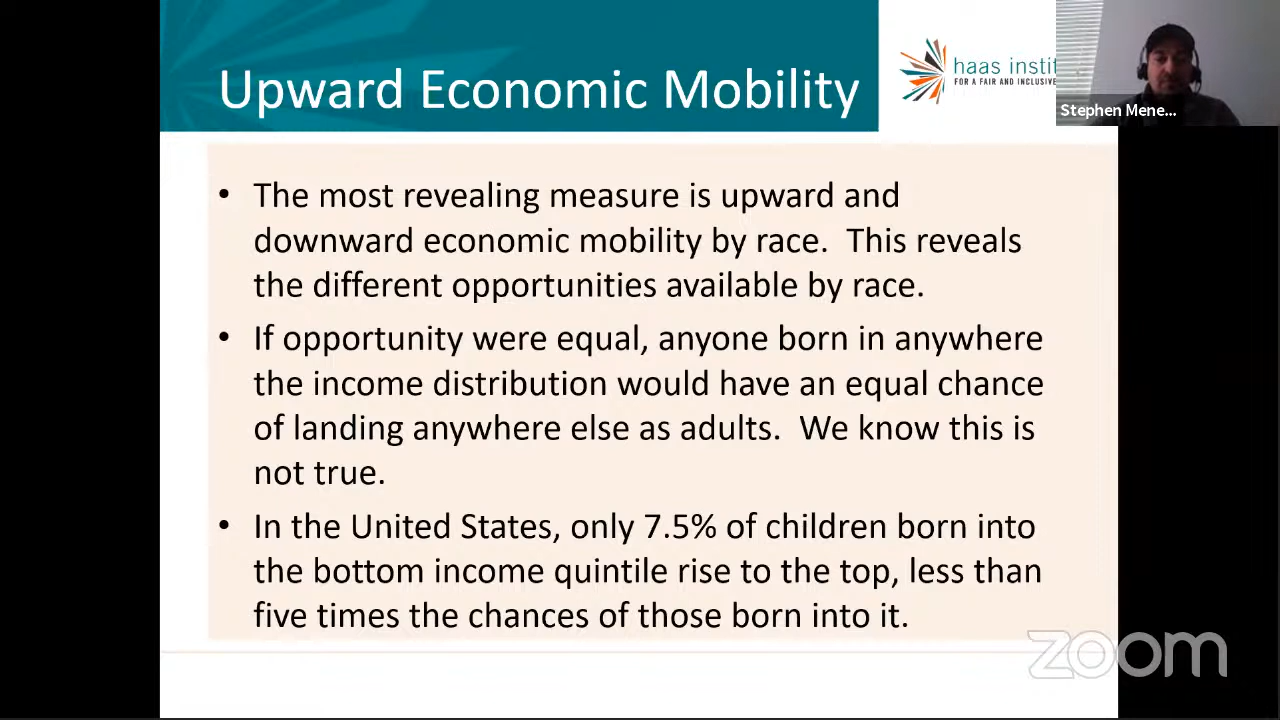 Upward Economic Mobility
haas instit
FOR A FAIR AND INCLUSIVE
Stephen Mene...
• The most revealing measure is upward and
downward economic mobility by race.  This reveals
the different opportunities available by race.
• If opportunity were equal, anyone born in anywhere
the income distribution would have an equal chance
of landing anywhere else as adults.  We know this is
not true.
• In the United States, only 7.5% of children born into
the bottom income quintile rise to the top, less than
five times the chances of those born into it.
zoom